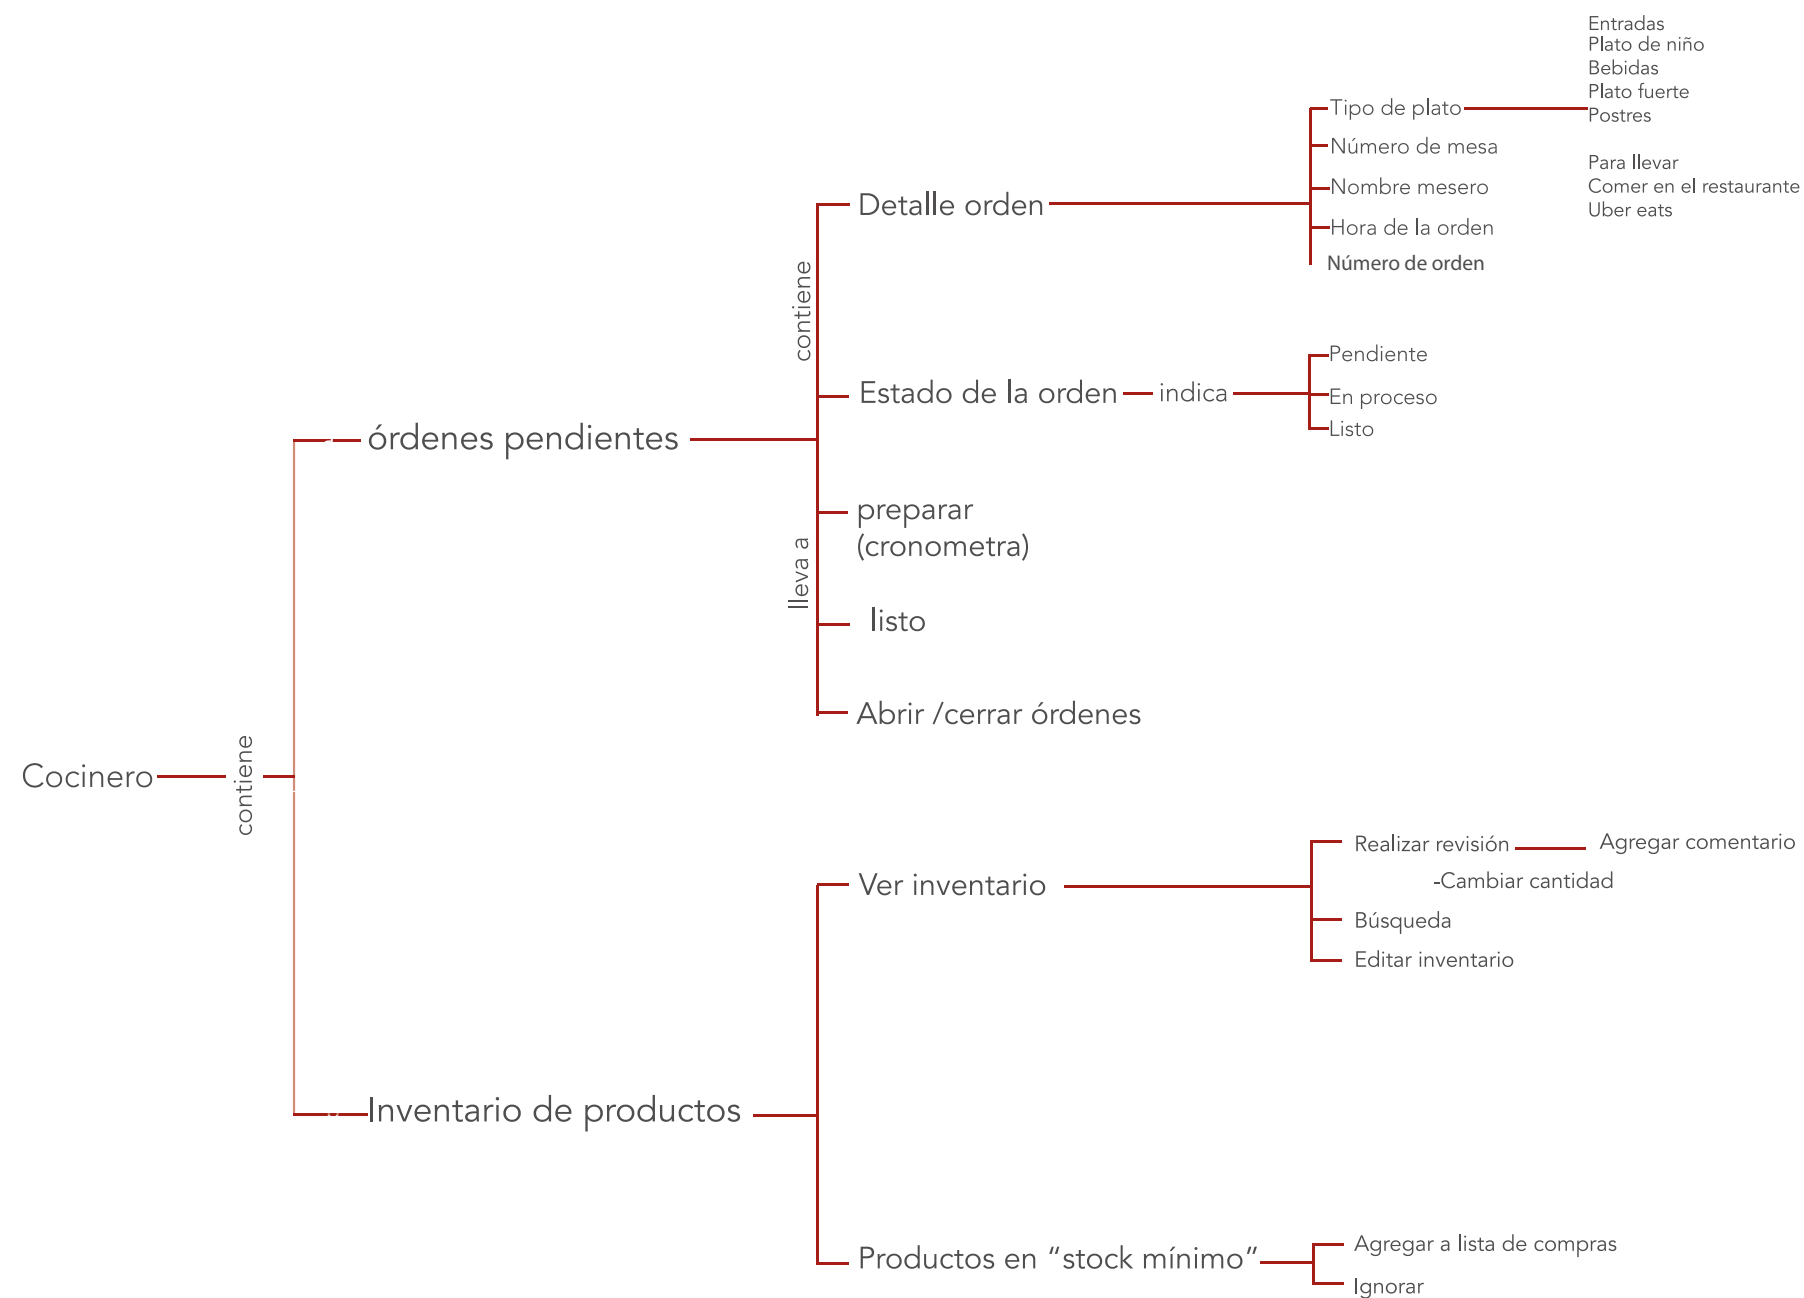 Entradas
Plato de niño
Bebidas
Plato fuerte
Postres
Para llevar
Comer en el restaurante
Uber eats
Tipo de plato
Número de mesa
Nombre mesero
Hora de la orden
Número de orden
Detalle orden
contiene
Estado de la orden
indica
Pendiente
En proceso
Listo
órdenes pendientes
preparar
(cronometra)
lleva a
listo
Abrir /cerrar órdenes
Cocinero
contiene
Ver inventario
Realizar revisión
Agregar comentario
-Cambiar cantidad
Búsqueda
Editar inventario
Inventario de productos
Productos en “stock mínimo”
Agregar a lista de compras
Ignorar